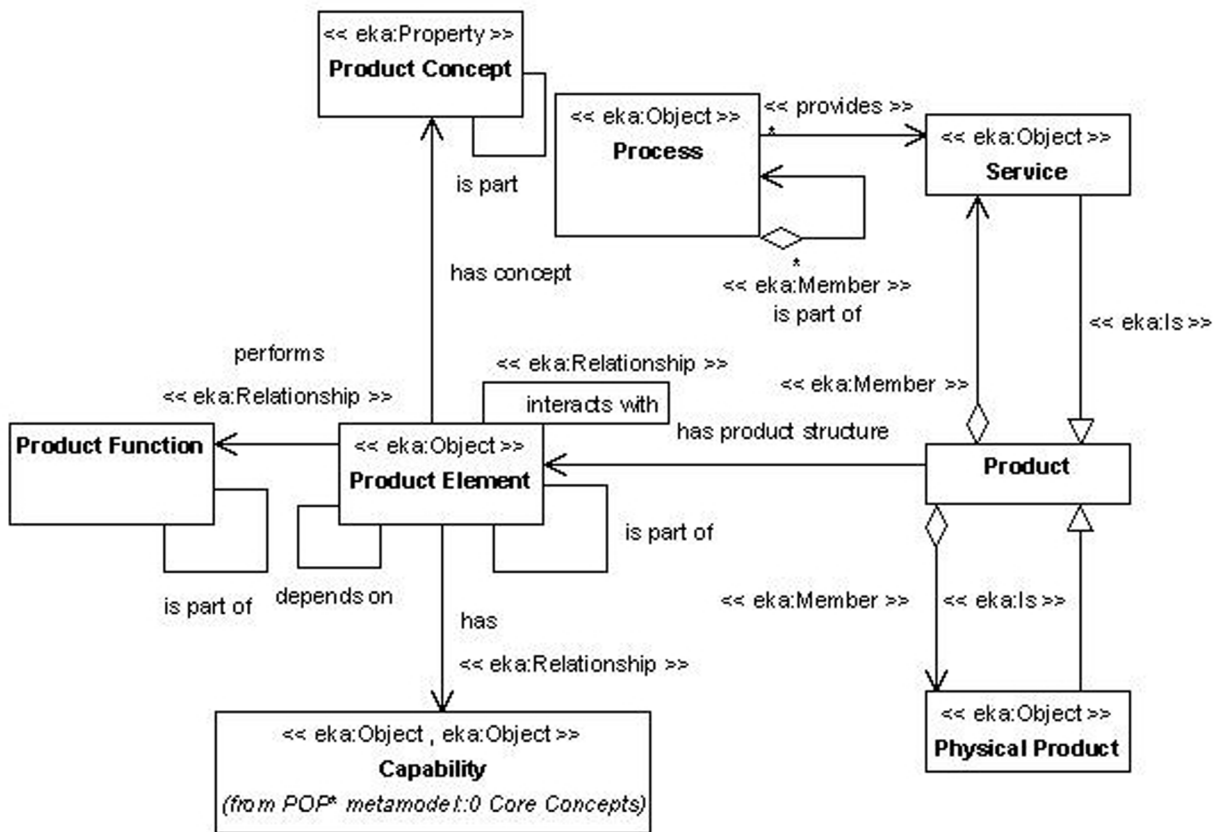 << eka:Property >>
Product Concept
is part
<< eka:Object >>
Process
<< provides >>
*
<< eka:Object >>
Service
*
<< eka:Member >>
is part of
has concept
<< eka:Is >>
performs
<< eka:Relationship >>
<< eka:Relationship >>
interacts with
<< eka:Member >>
has product structure
Product Function
<< eka:Object >>
Product Element
Product
is part of
depends on
is part of
<< eka:Member >>
<< eka:Is >>
has
<< eka:Relationship >>
<< eka:Object , eka:Object >>
Capability
(from POP* metamodel::0 Core Concepts)
<< eka:Object >>
Physical Product